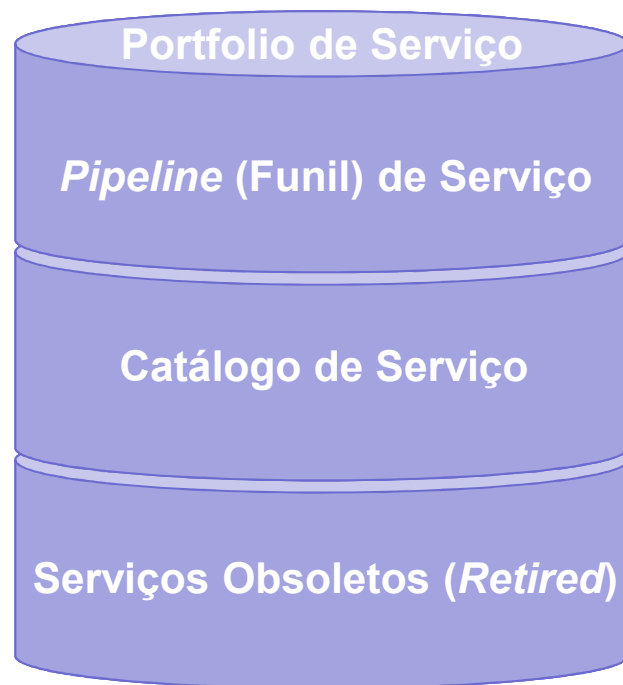 Portfolio de Serviço
Pipeline (Funil) de Serviço
Catálogo de Serviço
Serviços Obsoletos (Retired)